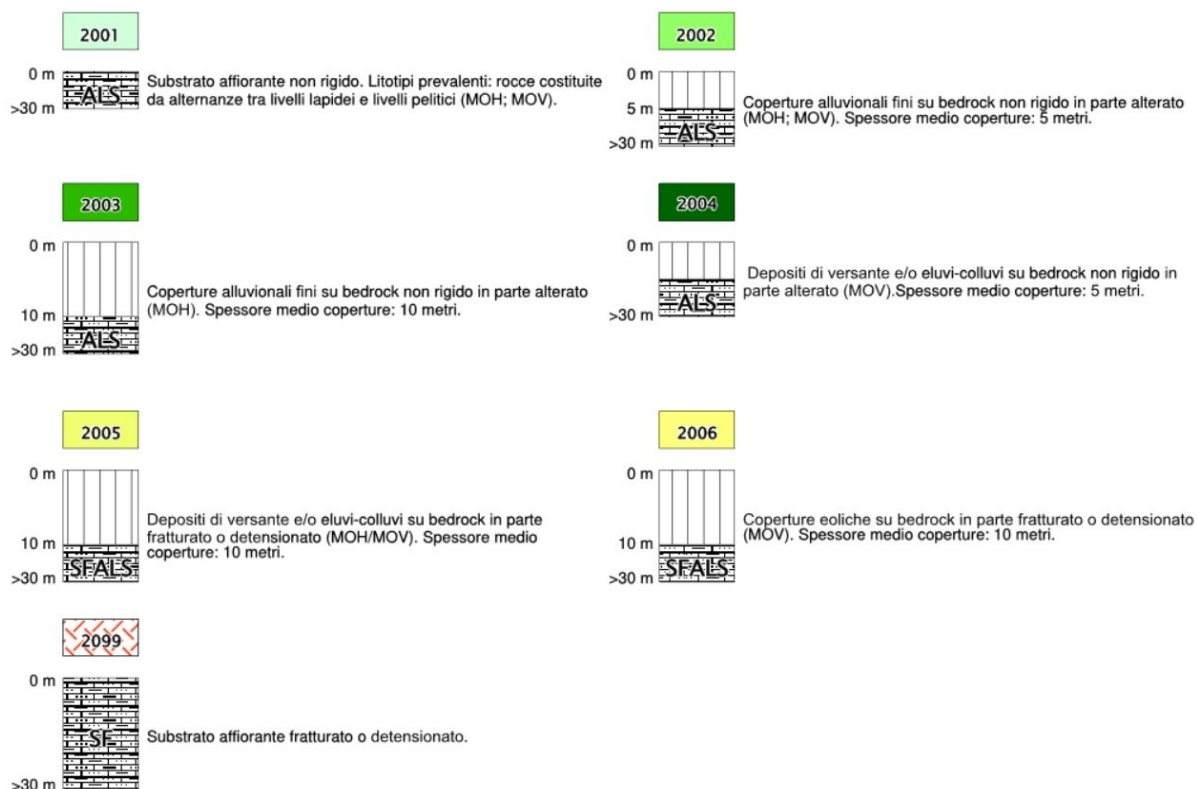 2001
0 m
>30 m
ALS
Substrato affiorante non rigido. Litotipi prevalenti: rocce costituite
da alternanze tra livelli lapidei e livelli pelitici (MOH; MOV).
2002
0 m
5 m
>30 m
ALS
Coperture alluvionali fini su bedrock non rigido in parte alterato
(MOH; MOV). Spessore medio coperture: 5 metri.
2003
0 m
10 m
>30 m
ALS
Coperture alluvionali fini su bedrock non rigido in parte alterato
(MOH). Spessore medio coperture: 10 metri.
2004
0 m
>30 m
ALS
Depositi di versante e/o eluvi-colluvi su bedrock non rigido in
parte alterato (MOV).Spessore medio coperture: 5 metri.
2005
0 m
10 m
>30 m
SFALS
Depositi di versante e/o eluvi-colluvi su bedrock in parte
fratturato o detensionato (MOH/MOV). Spessore medio
coperture: 10 metri.
2006
0 m
10 m
>30 m
SFALS
Coperture eoliche su bedrock in parte fratturato o detensionato
(MOV). Spessore medio coperture: 10 metri.
2099
0 m
>30 m
SF
Substrato affiorante fratturato o detensionato.